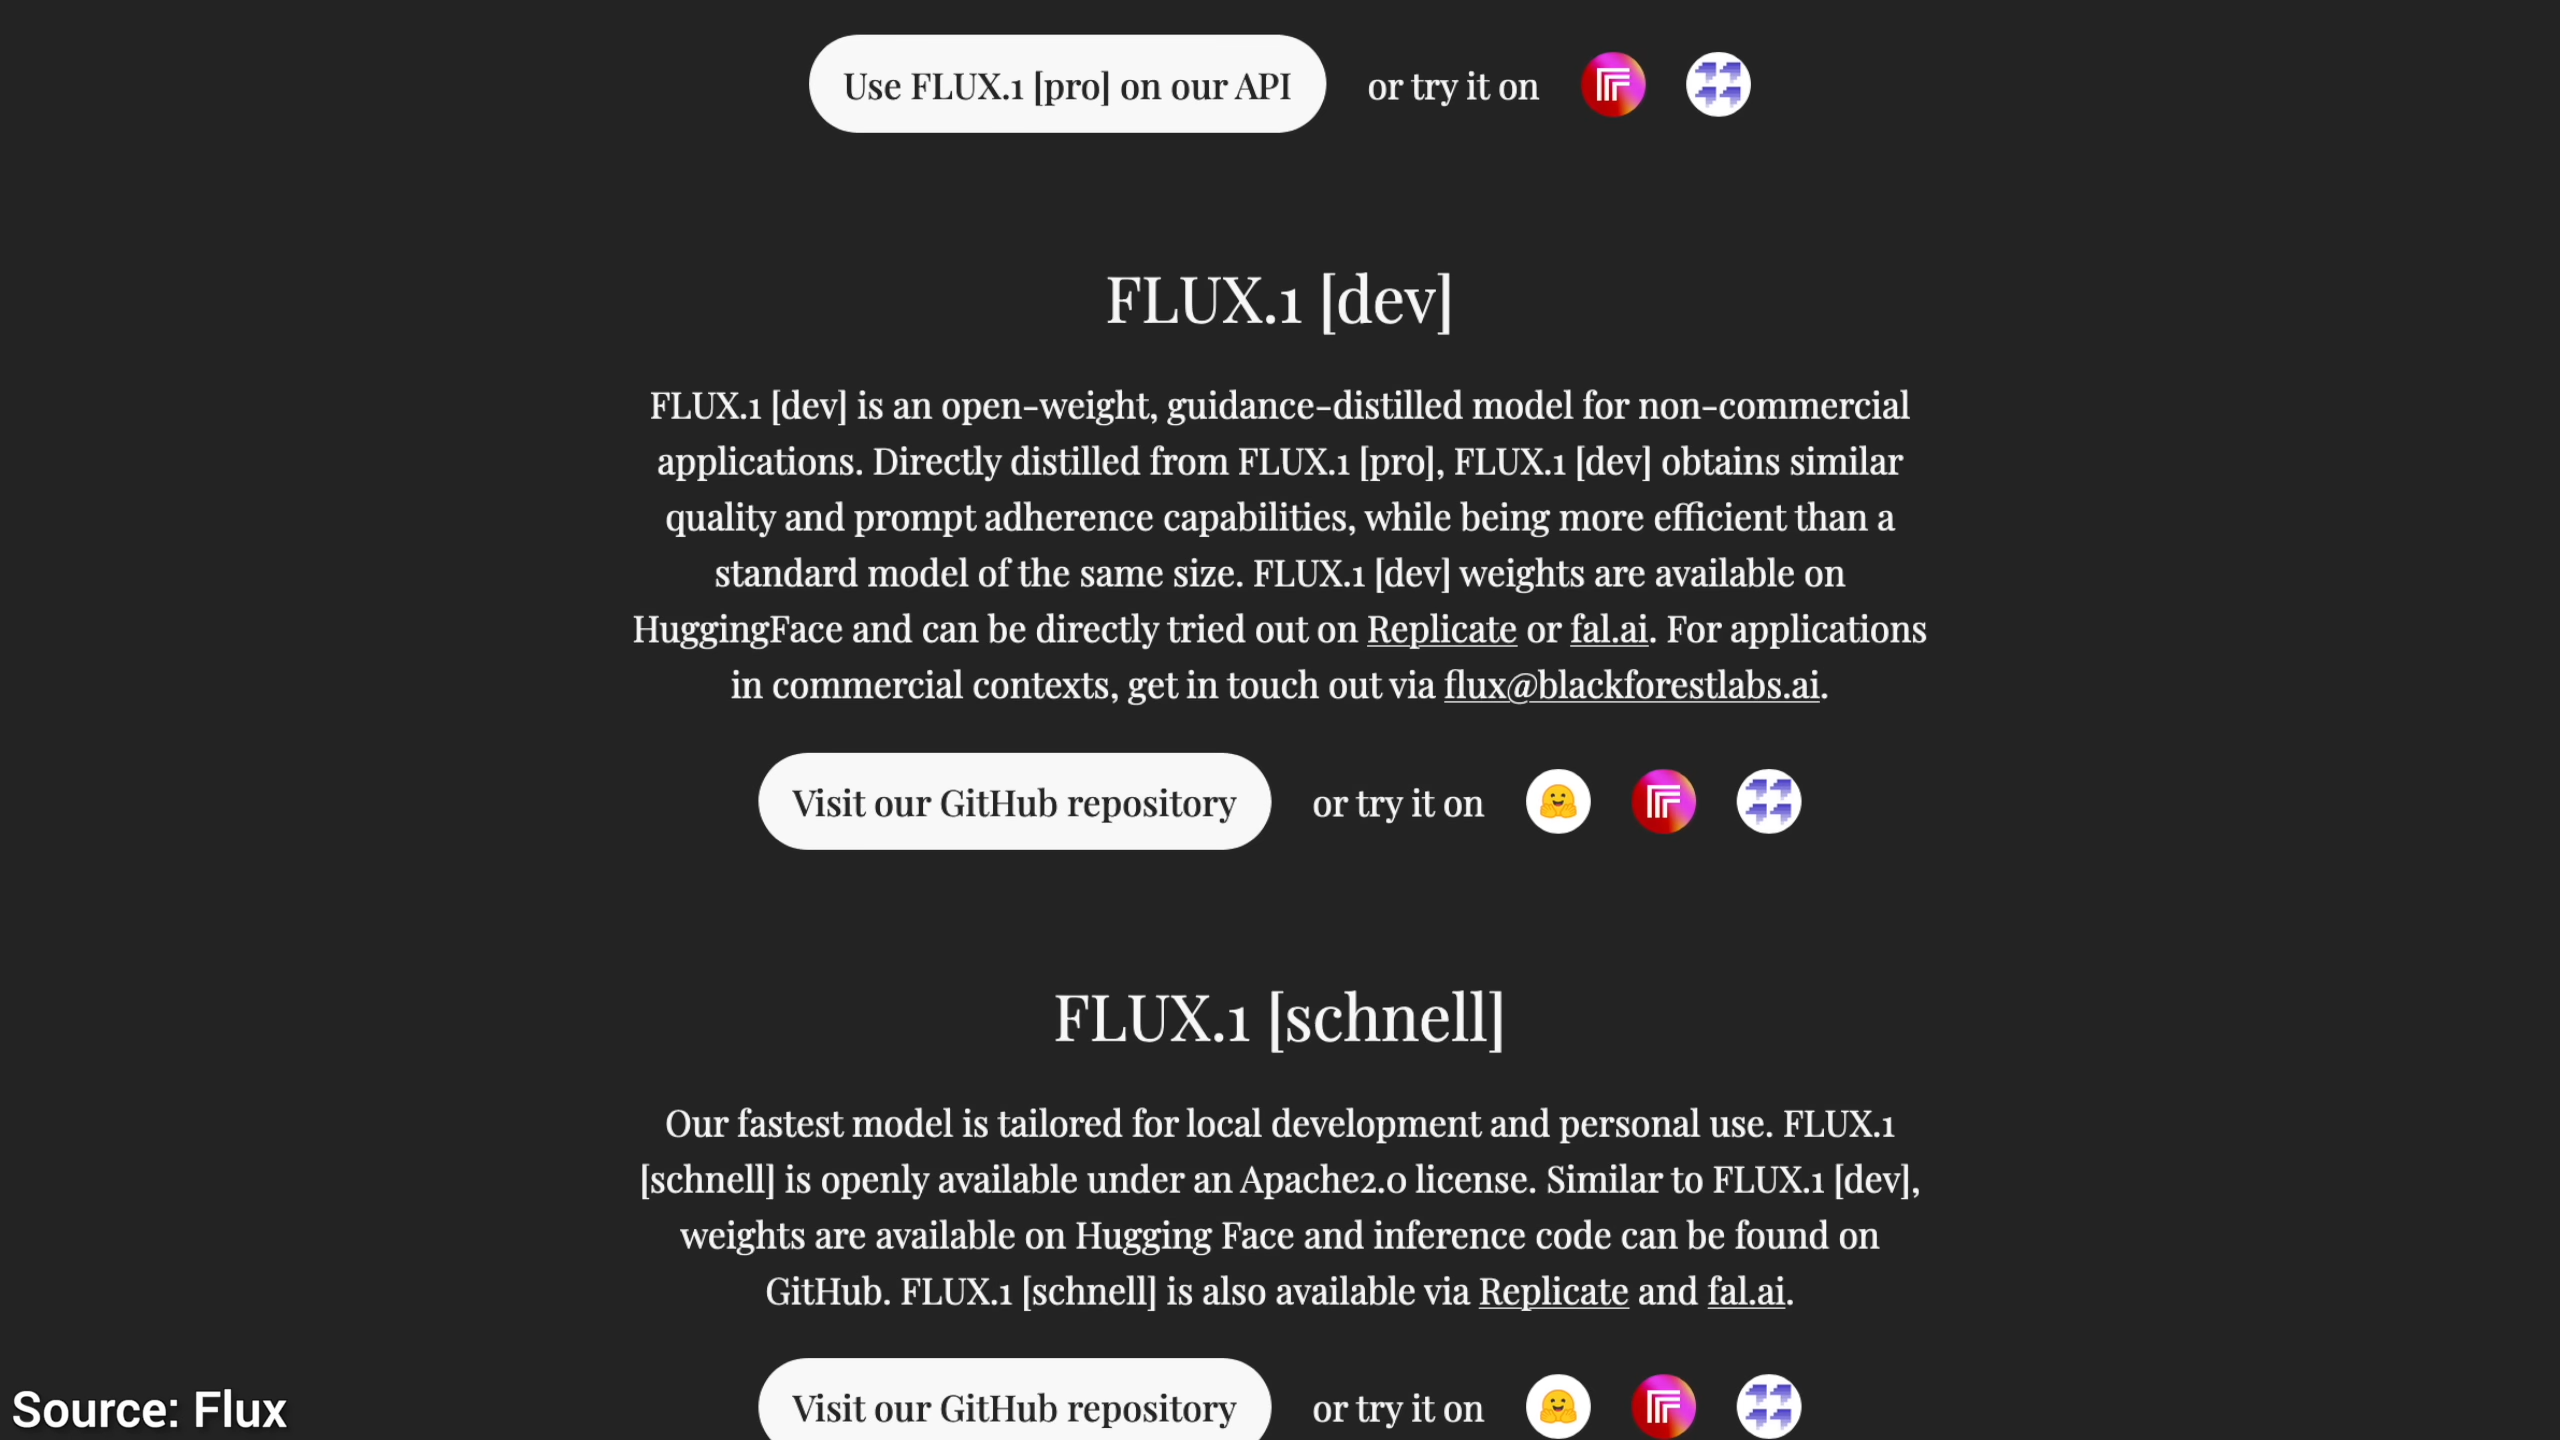 Use FLUX.1 [pro] on our API
or try it on
FLUX.1 [dev]
FLUX.1 [dev] is an open-weight, guidance-distilled model for non-commercial
applications. Directly distilled from FLUX.1 [pro], FLUX.1 [dev] obtains similar
quality and prompt adherence capabilities, while being more efficient than a
standard model of the same size. FLUX.1 [dev] weights are available on
HuggingFace and can be directly tried out on Replicate or fal.ai. For applications
in commercial contexts, get in touch out via flux@blackforestlabs.ai.
Visit our GitHub repository
or try it on
FLUX.1 [schnell]
Our fastest model is tailored for local development and personal use. FLUX.1
[schnell] is openly available under an Apache2.0 license. Similar to FLUX.1 [dev],
weights are available on Hugging Face and inference code can be found on
GitHub. FLUX.1 [schnell] is also available via Replicate and fal.ai.
Visit our GitHub repository
or try it on
Source: Flux